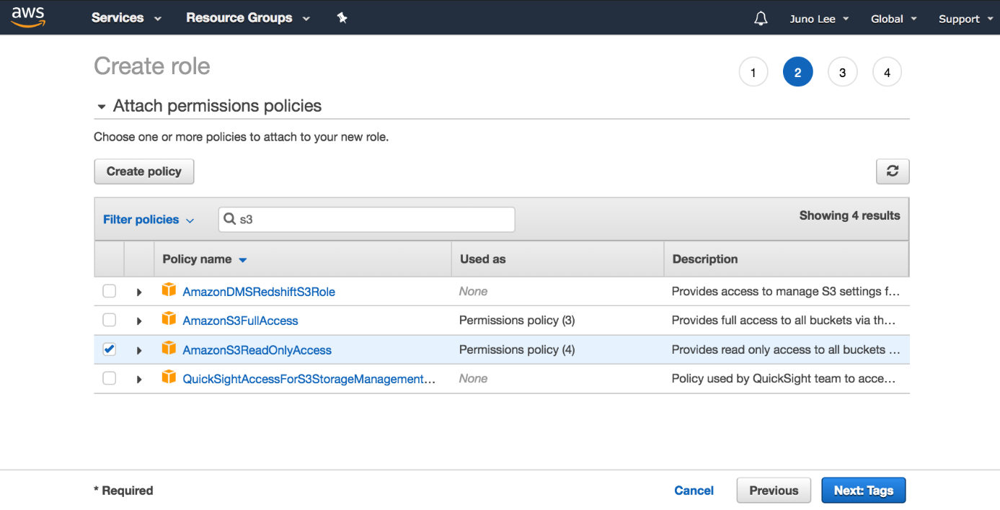 aws Services Resource Groups Juno Lee Global Support
Create role 1 2 3 4
Attach permissions policies
Choose one or more policies to attach to your new role.
Create policy
Filter policies s3 Showing 4 results
Policy name Used as Description
AmazonDMSRedshiftS3Role None Provides access to manage S3 settings f...
AmazonS3FullAccess Permissions policy (3) Provides full access to all buckets via th...
AmazonS3ReadOnlyAccess Permissions policy (4) Provides read only access to all buckets ...
QuickSightAccessForS3StorageManagement... None Policy used by QuickSight team to acce...
* Required Cancel Previous Next: Tags